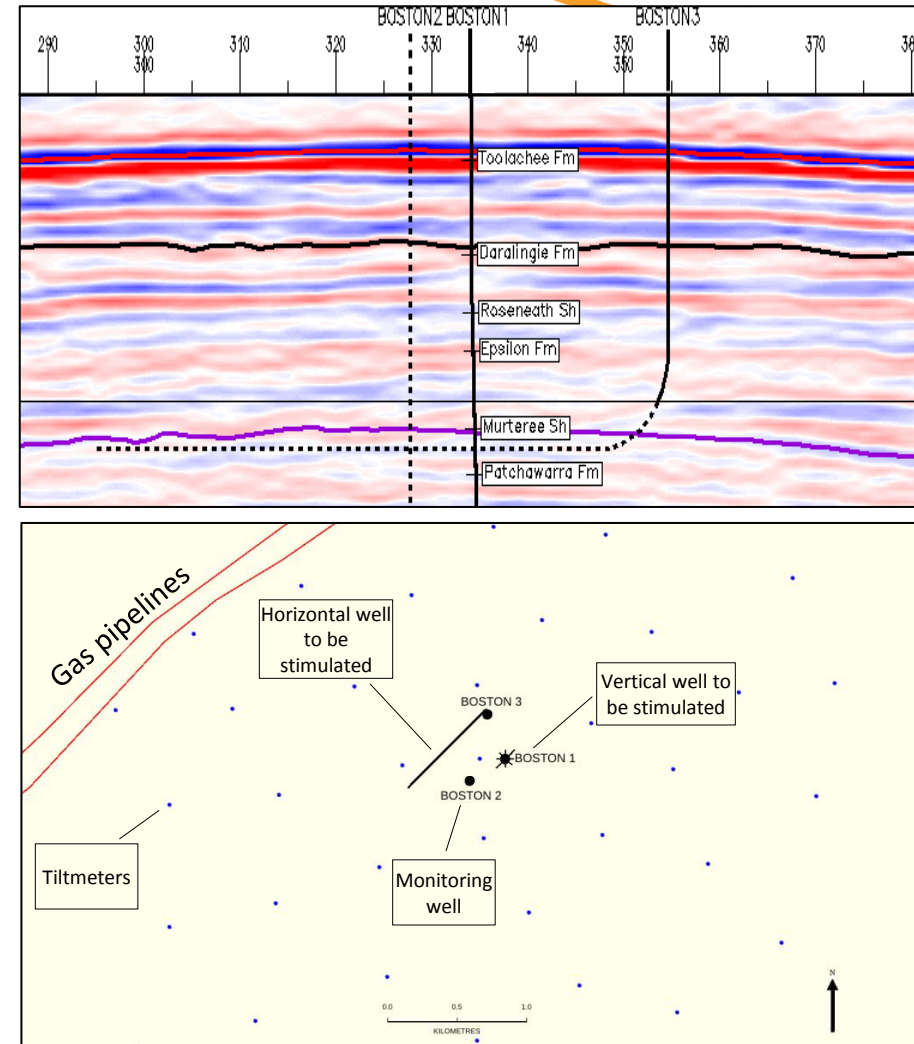 BOSTON2 BOSTON1 BOSTON3
290 300 310 320 330 340 350 360 370
300 350
Toolachee Fm
Daralingie Fm
Roseneath Sh
Epsilon Fm
Murteree Sh
Patchawarra Fm
Gas pipelines
Horizontal well
to be
stimulated
Vertical well to
be stimulated
BOSTON 3
BOSTON 1
BOSTON 2
Tiltmeters
Monitoring
well
N
0.0 0.5 1.0
KILOMETRES